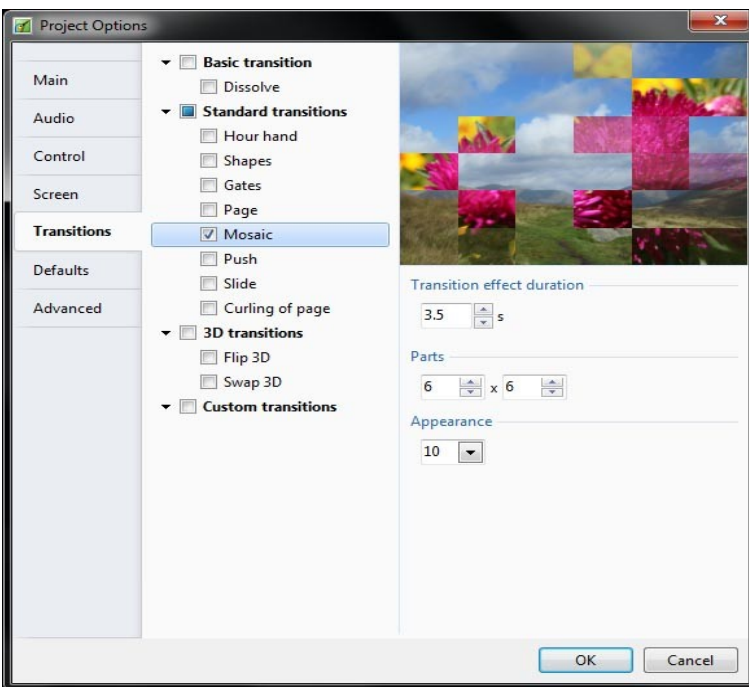 Project Options
Main
Audio
Control
Screen
Transitions
Defaults
Advanced
Basic transition
Dissolve
Standard transitions
Hour hand
Shapes
Gates
Page
Mosaic
Push
Slide
Curling of page
3D transitions
Flip 3D
Swap 3D
Custom transitions
Transition effect duration
3.5 s
Parts
6 x 6
Appearance
10
OK Cancel